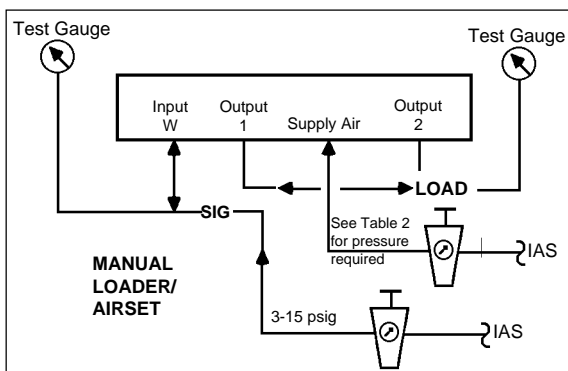 Test Gauge
Test Gauge
Input
W
Output
1
Supply Air
Output
2
LOAD
SIG
See Table 2
for pressure
required
IAS
MANUAL
LOADER/
AIRSET
3-15 psig
IAS